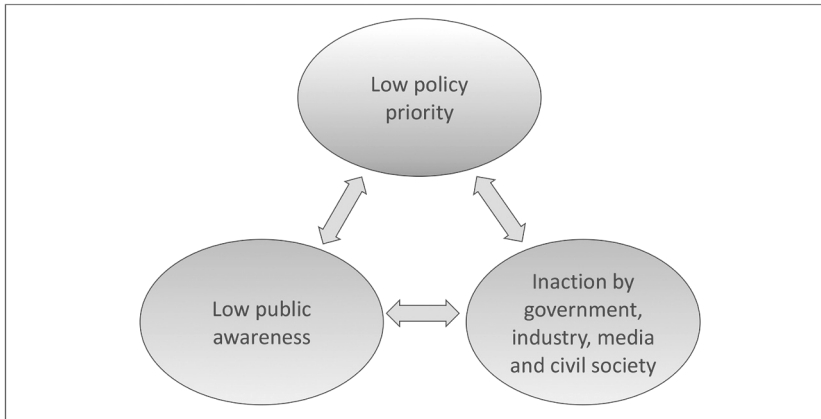 Low policy
priority
Low public
awareness
Inaction by
government,
industry, media
and civil society